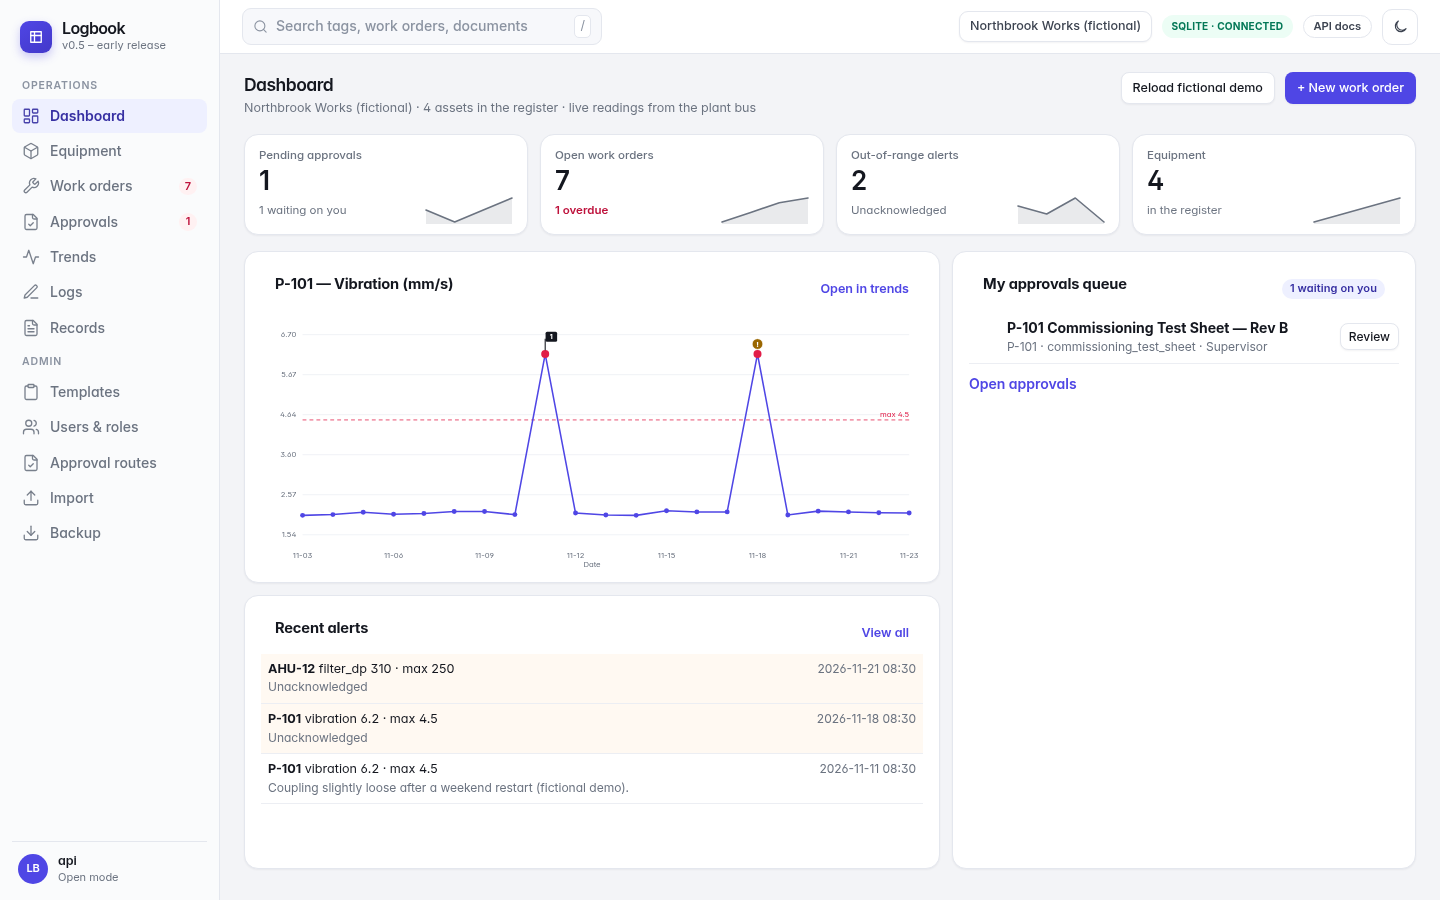 Logbook
v0.5 – early release
OPERATIONS
Dashboard
Equipment
Work orders 7
Approvals 1
Trends
Logs
Records
ADMIN
Templates
Users & roles
Approval routes
Import
Backup
LB
api
Open mode
Search tags, work orders, documents /
Northbrook Works (fictional)
SQLITE · CONNECTED
API docs
Dashboard
Northbrook Works (fictional) · 4 assets in the register · live readings from the plant bus
Reload fictional demo
+ New work order
Pending approvals
1
1 waiting on you
Open work orders
7
1 overdue
Out-of-range alerts
2
Unacknowledged
Equipment
4
in the register
P-101 — Vibration (mm/s)
Open in trends
6.70
5.67
4.64
3.60
2.57
1.54
1
!
max 4.5
11-03
11-06
11-09
11-12
11-15
11-18
11-21
11-23
Date
Recent alerts
View all
AHU-12 filter_dp 310 · max 250 2026-11-21 08:30
Unacknowledged
P-101 vibration 6.2 · max 4.5 2026-11-18 08:30
Unacknowledged
P-101 vibration 6.2 · max 4.5 2026-11-11 08:30
Coupling slightly loose after a weekend restart (fictional demo).
My approvals queue
1 waiting on you
P-101 Commissioning Test Sheet — Rev B
P-101 · commissioning_test_sheet · Supervisor
Review
Open approvals